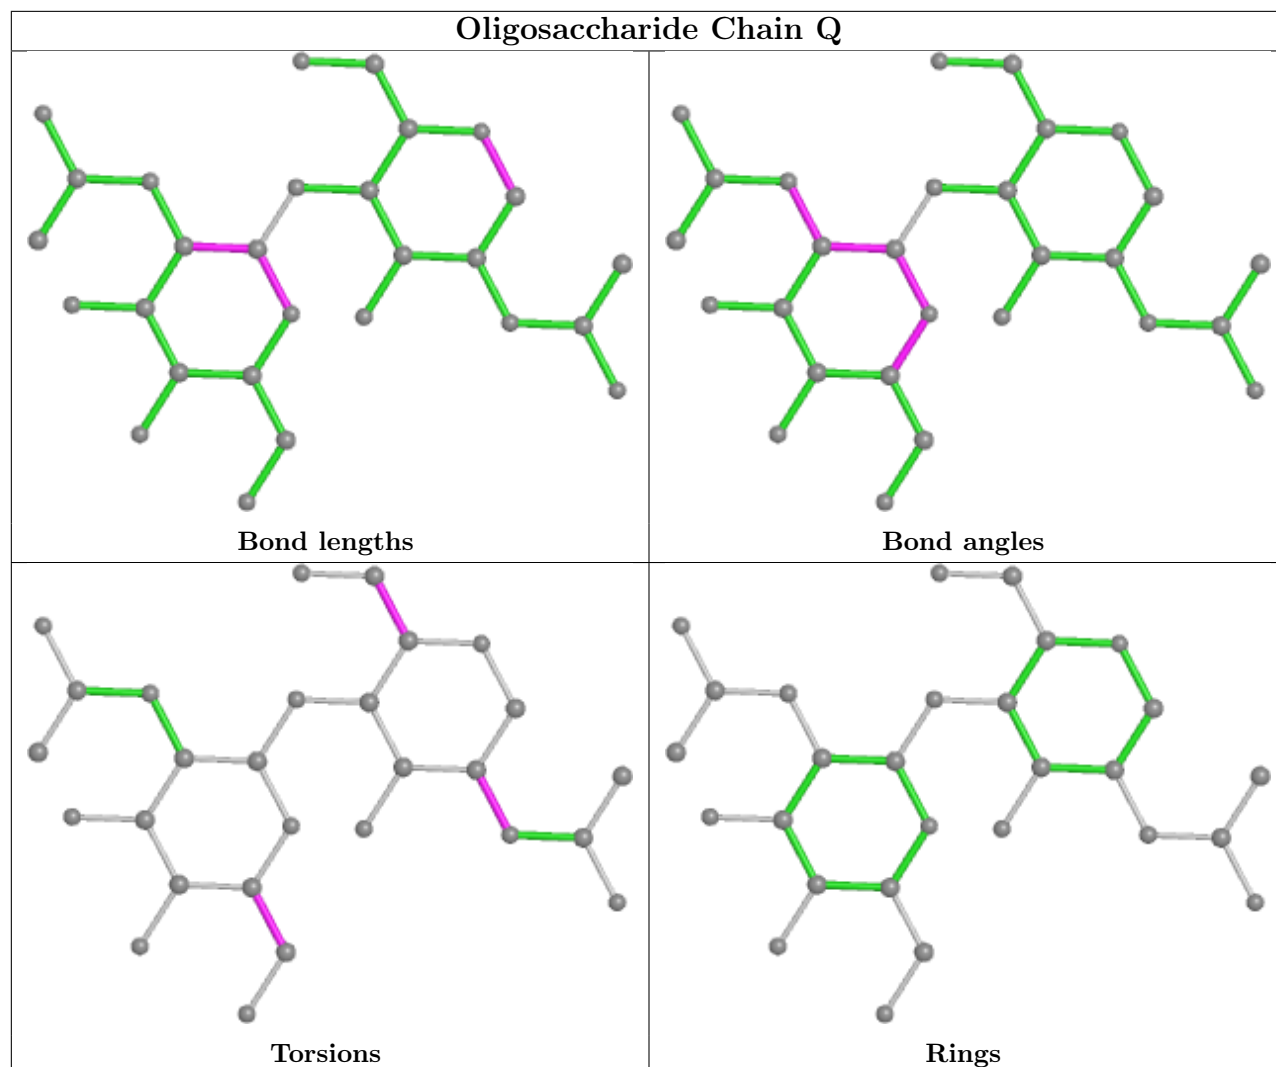 Oligosaccharide Chain Q
Bond lengths
Bond angles
Torsions
Rings